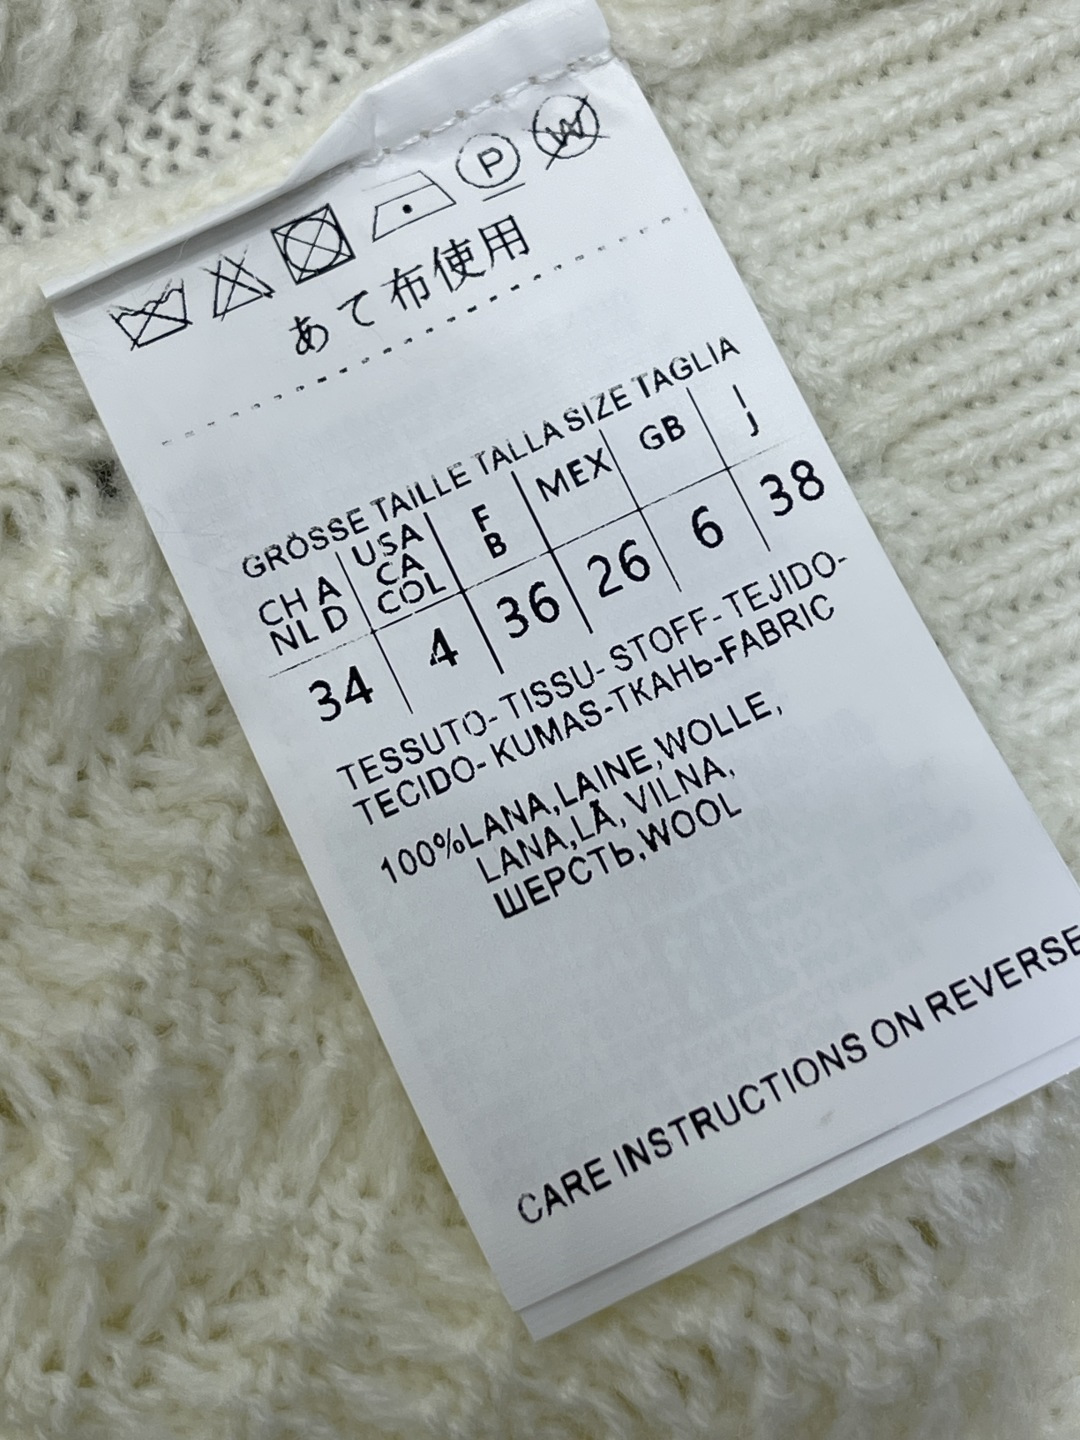 P W
あて布使用
GRÖSSE TAILLE TALLA SIZE TAGLIA
CH A NL D USA CA COL F B MEX GB I J
34 4 36 26 6 38
TESSUTO-TISSU-STOFF-TEJIDO-
TECIDO-KUMAS-TKAHЬ-FABRIC
100%LANA,LAINE,WOLLE,
LANA,LÃ,VILNA,
ШЕРСТЬ,WOOL
CARE INSTRUCTIONS ON REVERSE